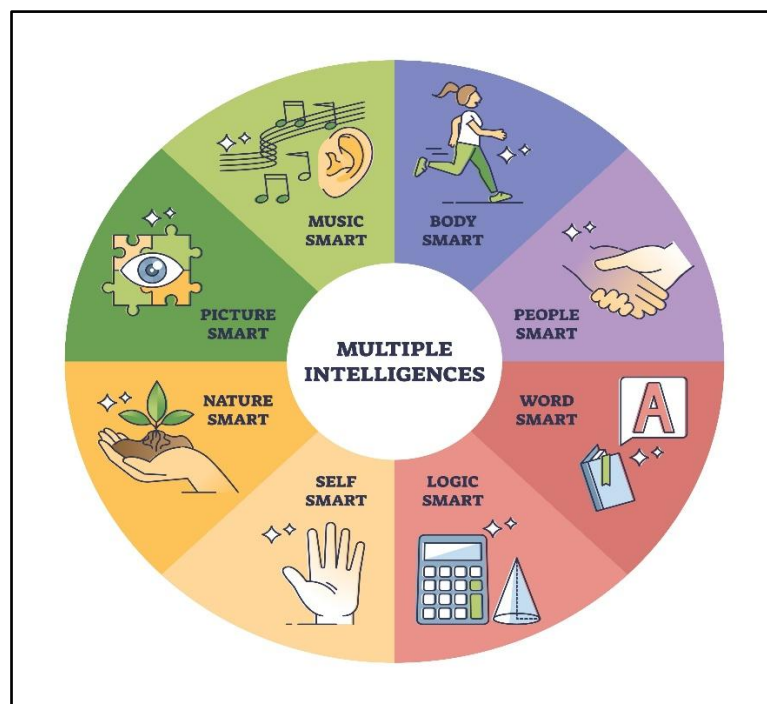 MUSIC
SMART
BODY
SMART
PICTURE
SMART
PEOPLE
SMART
MULTIPLE
INTELLIGENCES
NATURE
SMART
WORD
SMART
A
SELF
SMART
LOGIC
SMART